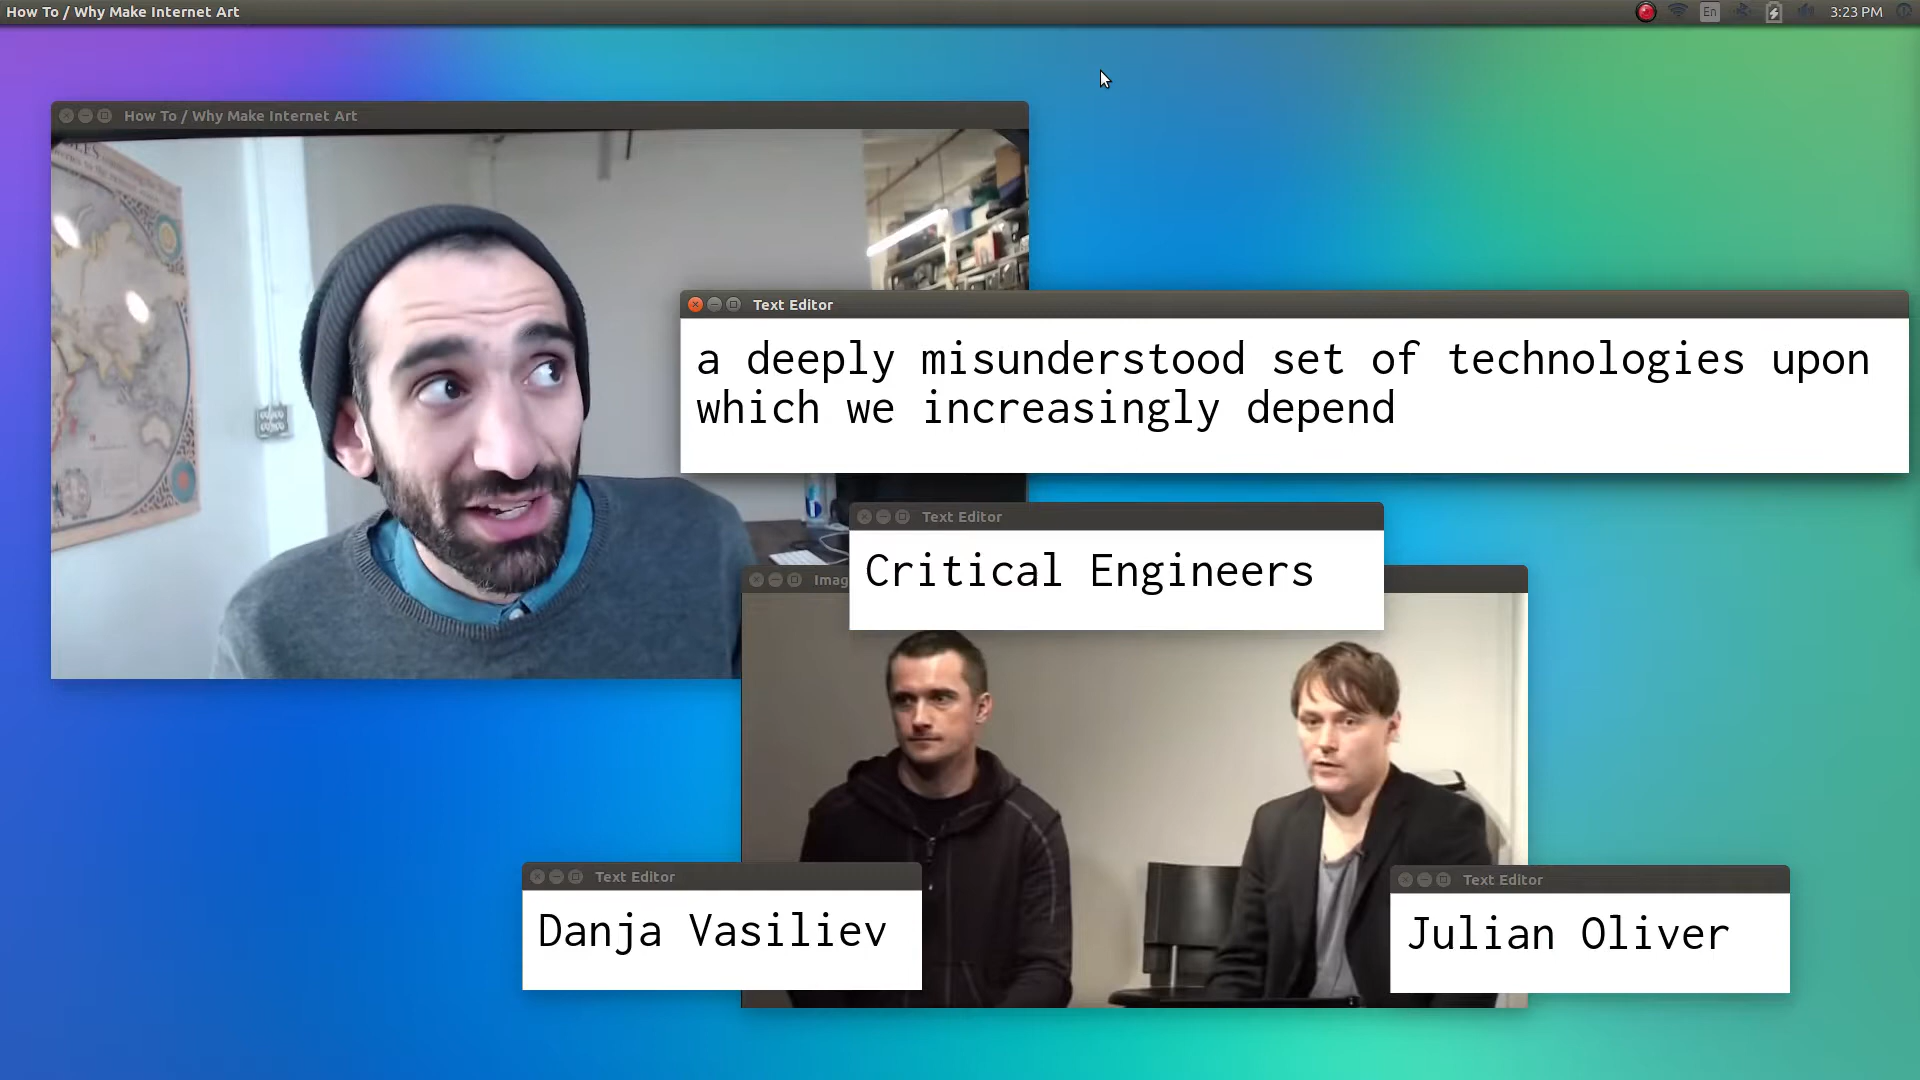 How To / Why Make Internet Art
En
3:23 PM
How To / Why Make Internet Art
Text Editor
a deeply misunderstood set of technologies upon
which we increasingly depend
Text Editor
Critical Engineers
Imag
Text Editor
Danja Vasiliev
Text Editor
Julian Oliver